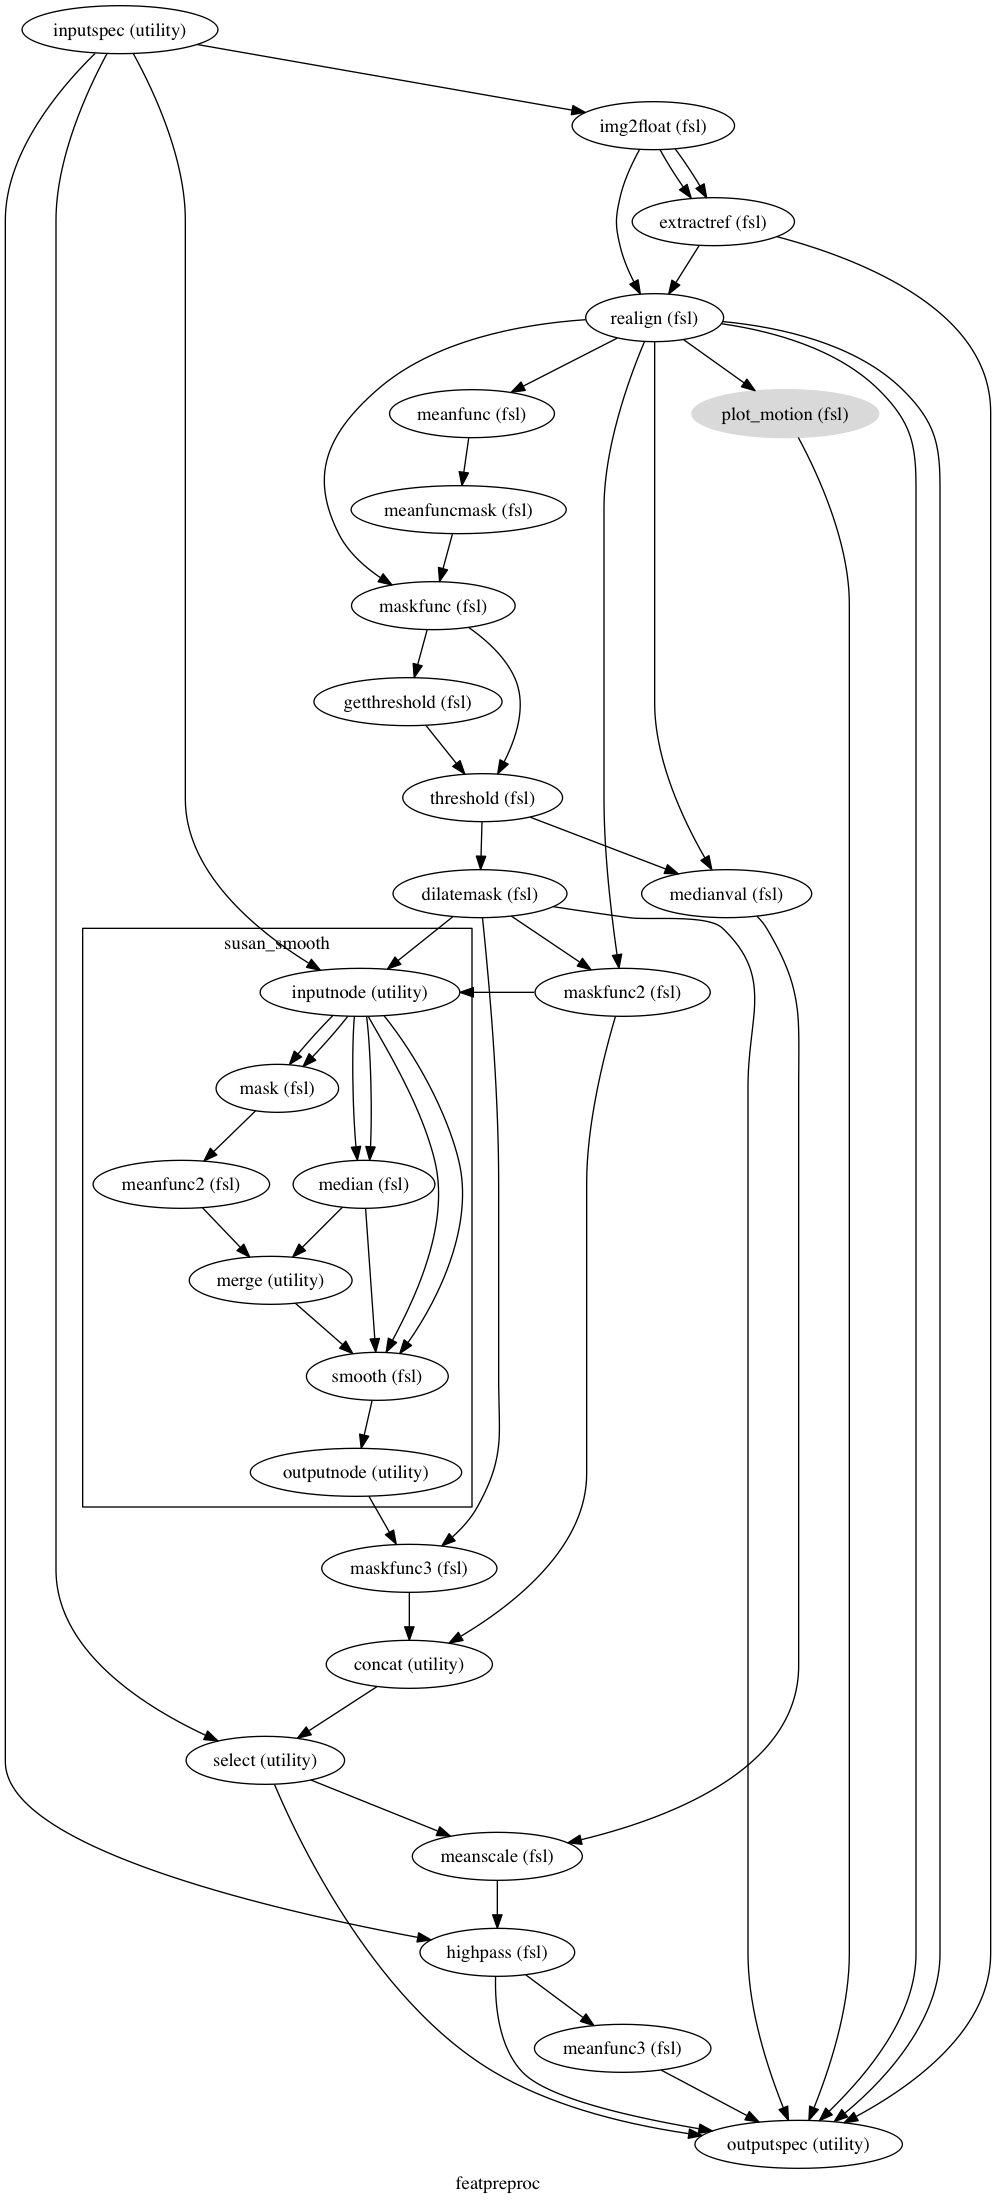 inputspec (utility)
img2float (fsl)
extractref (fsl)
realign (fsl)
meanfunc (fsl)
plot_motion (fsl)
meanfuncmask (fsl)
maskfunc (fsl)
getthreshold (fsl)
threshold (fsl)
dilatemask (fsl)
medianval (fsl)
susan_smooth
inputnode (utility)
maskfunc2 (fsl)
mask (fsl)
meanfunc2 (fsl)
median (fsl)
merge (utility)
smooth (fsl)
outputnode (utility)
maskfunc3 (fsl)
concat (utility)
select (utility)
meanscale (fsl)
highpass (fsl)
meanfunc3 (fsl)
outputspec (utility)
featpreproc